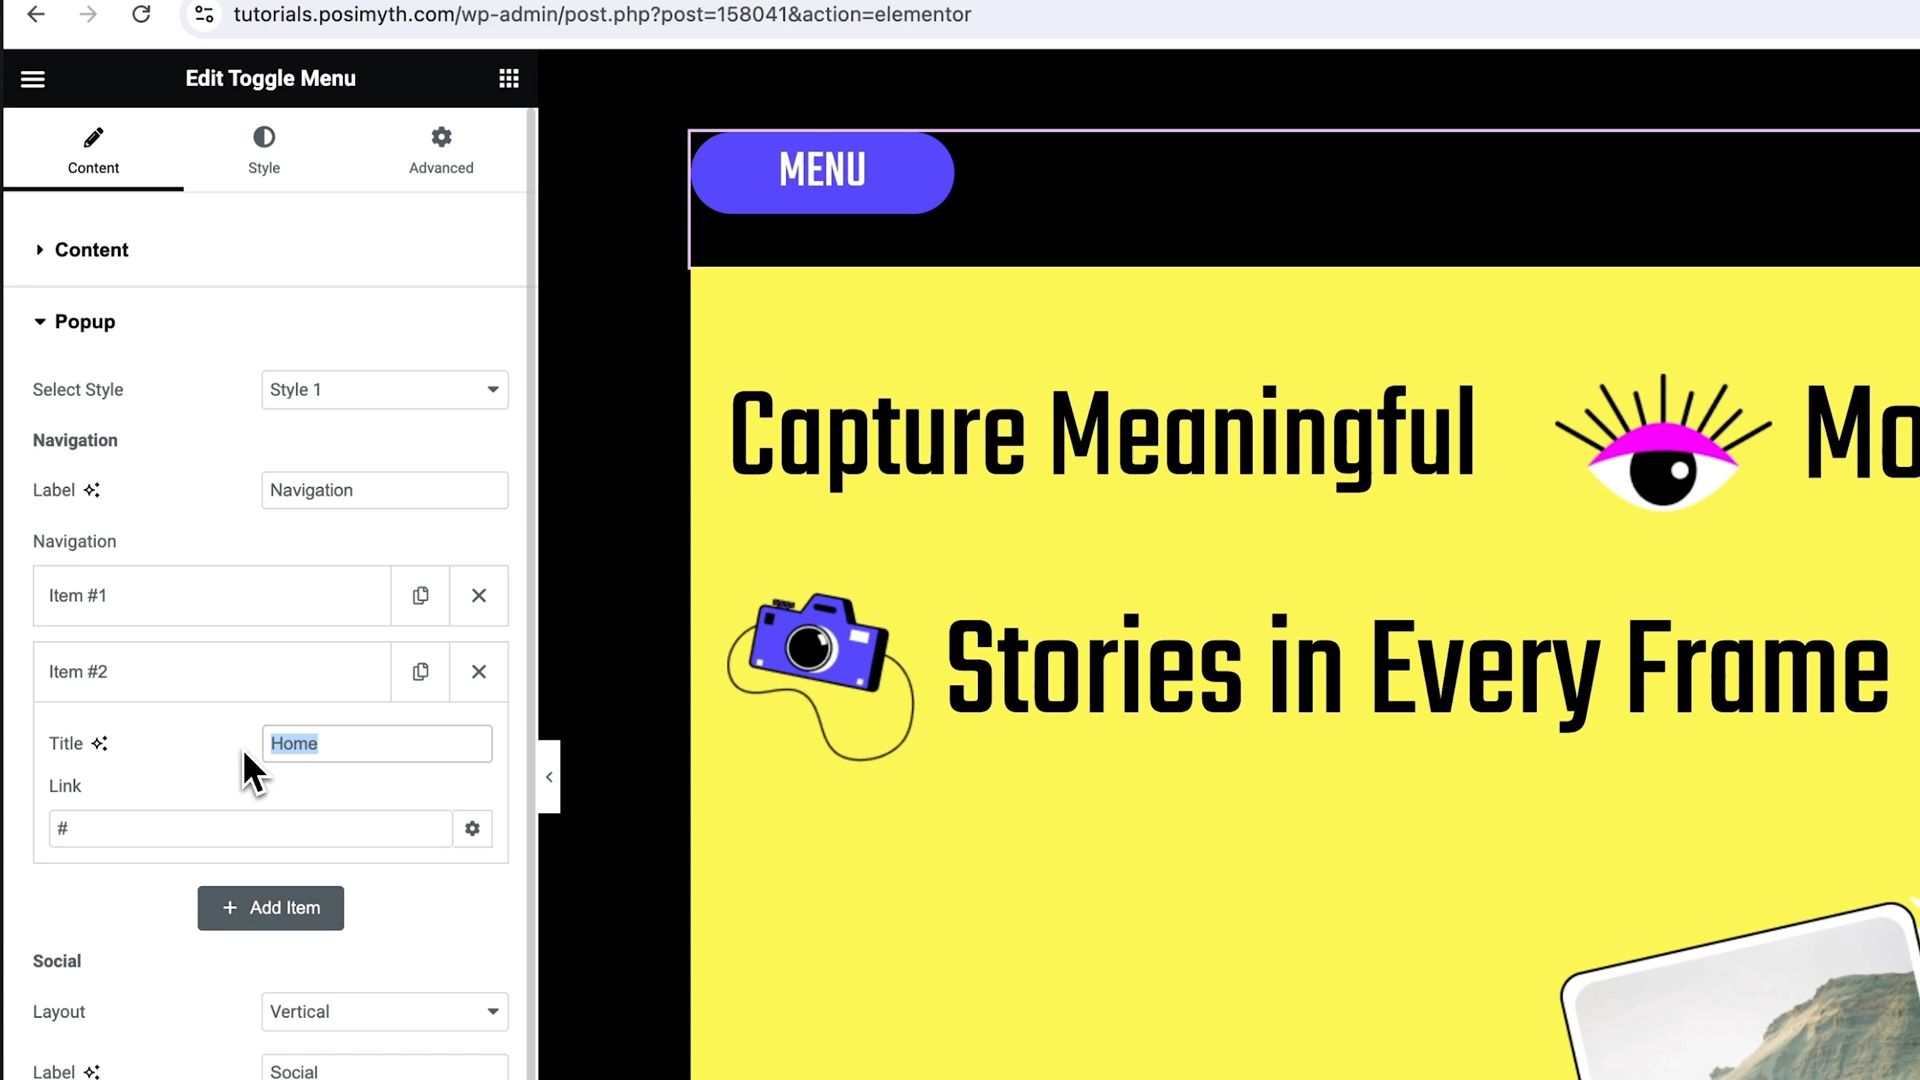 tutorials.posimyth.com/wp-admin/post.php?post=158041&action=elementor
Edit Toggle Menu
Content
Style
Advanced
Content
Popup
Select Style
Style 1
Navigation
Label
Navigation
Navigation
Item #1
Item #2
Title
Home
Link
#
+ Add Item
Social
Layout
Vertical
Label
Social
MENU
Capture Meaningful Mo
Stories in Every Frame